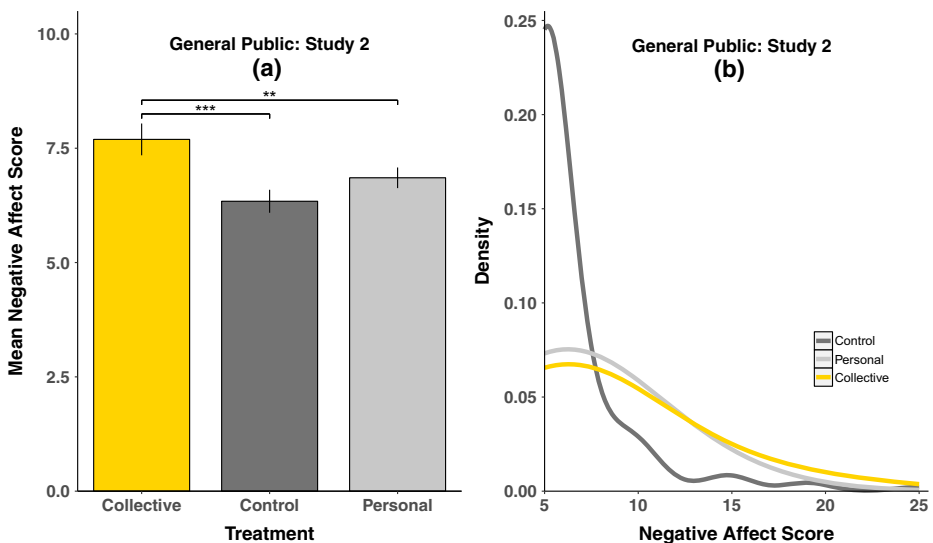 General Public: Study 2
(a)
**
***
10.0
7.5
5.0
2.5
0.0
Mean Negative Affect Score
Collective
Control
Personal
Treatment
General Public: Study 2
(b)
0.25
0.20
0.15
0.10
0.05
0.00
Density
Control
Personal
Collective
5
10
15
20
25
Negative Affect Score